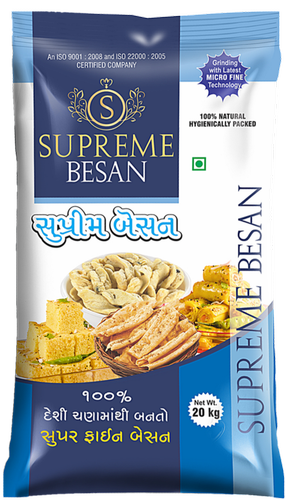 An ISO 9001 : 2008 and ISO 22000 : 2005
CERTIFIED COMPANY
S
SUPREME
BESAN
Grinding
with Latest
MICRO FINE
Technology
100% NATURAL
HYGIENICALLY PACKED
સુપ્રીમ બેસન
SUPREME BESAN
૧૦૦%
દેશી ચણામાંથી બનતો
સુપર ફાઈન બેસન
Net Wt.
20 kg